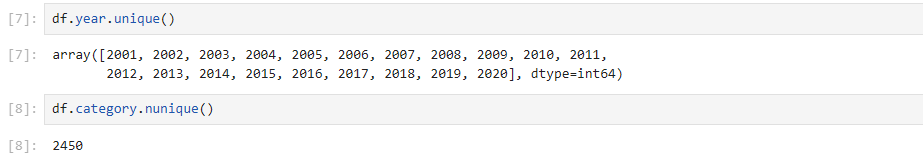 [7]: df.year.unique()
[7]: array([2001, 2002, 2003, 2004, 2005, 2006, 2007, 2008, 2009, 2010, 2011,
2012, 2013, 2014, 2015, 2016, 2017, 2018, 2019, 2020], dtype=int64)
[8]: df.category.nunique()
[8]: 2450